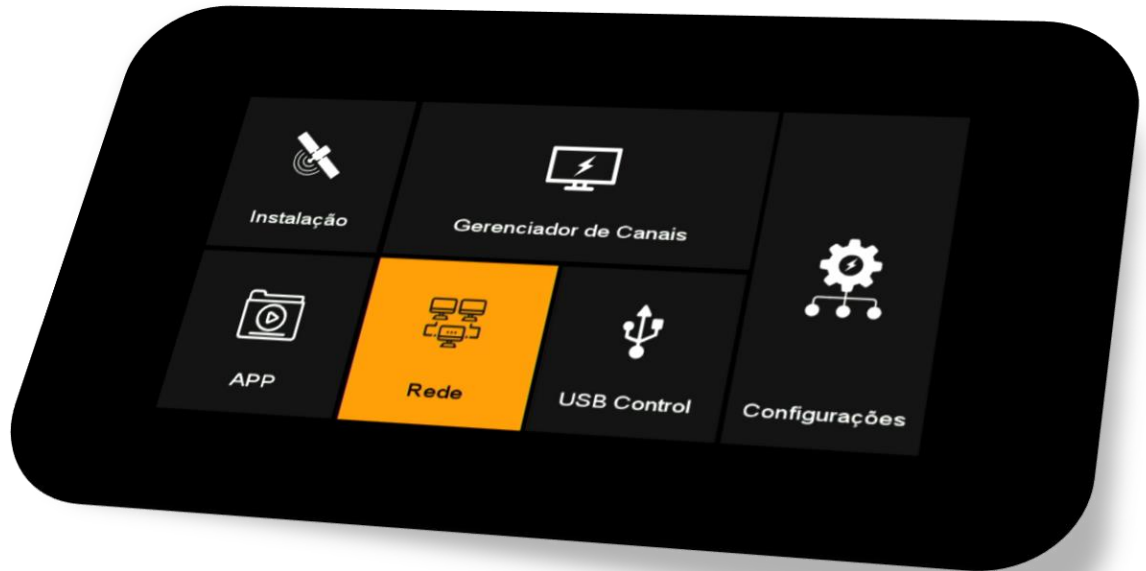 Instalação
Gerenciador de Canais
APP
Rede
USB Control
Configurações